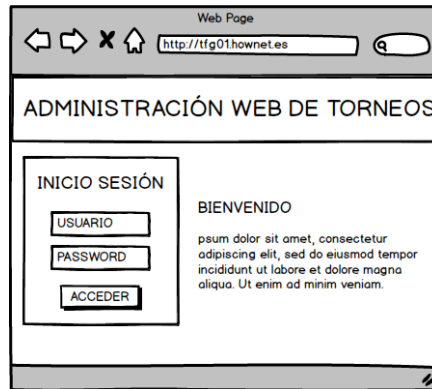 Web Page
http://tfg01.hownet.es
ADMINISTRACIÓN WEB DE TORNEOS
INICIO SESIÓN
USUARIO
PASSWORD
ACCEDER
BIENVENIDO
psum dolor sit amet, consectetur
adipiscing elit, sed do eiusmod tempor
incididunt ut labore et dolore magna
aliqua. Ut enim ad minim veniam.